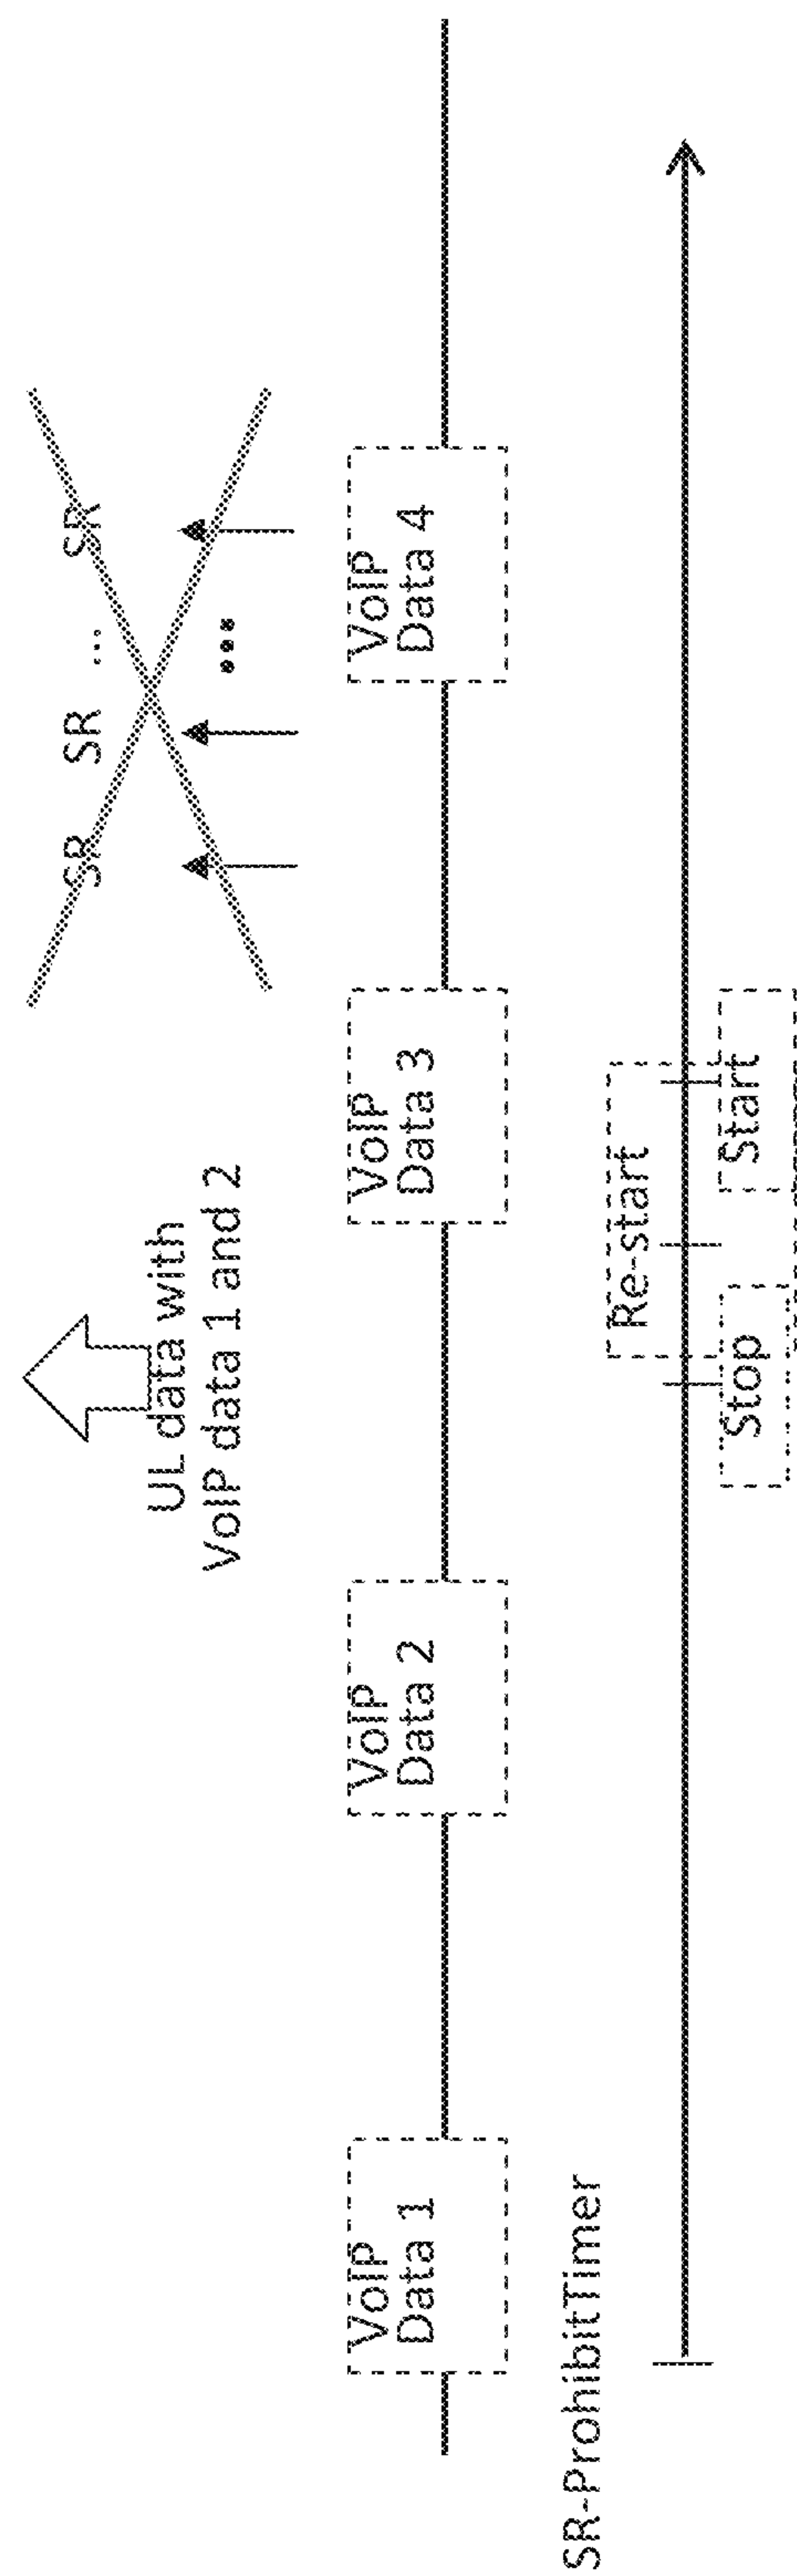 UL data with
VoIP data 1 and 2
SR SR ... SR
VoIP
Data 1
VoIP
Data 2
VoIP
Data 3
VoIP
Data 4
SR-ProhibitTimer
Re-start
Stop
Start